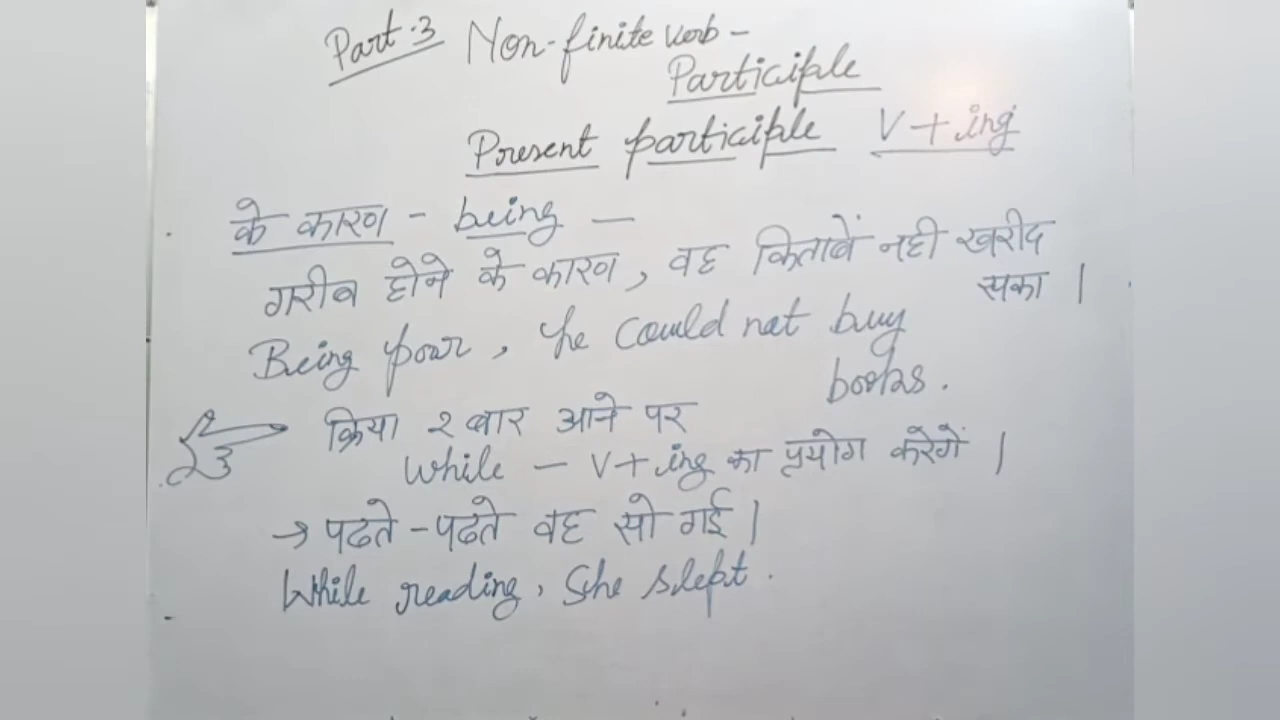 Part.3 Non-finite verb -
Participle
Present participle V+ing
के कारण - being -
गरीब होने के कारण, वह किताबें नही खरीद
सका |
Being poor, he could not buy
books.
क्रिया २ बार आने पर
While - V+ing का प्रयोग करेगें |
→ पढते-पढते वह सो गई |
While reading, She slept.